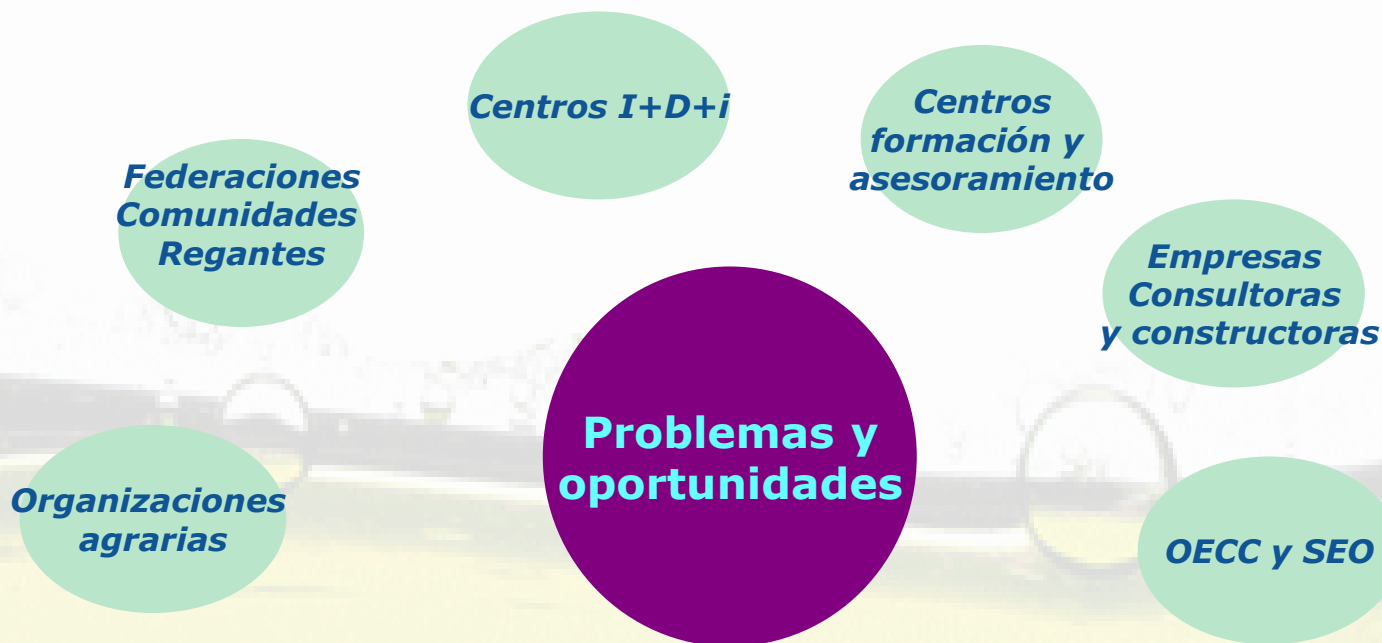 Centros I+D+i
Centros
formación y
asesoramiento
Federaciones
Comunidades
Regantes
Empresas
Consultoras
y constructoras
Problemas y
oportunidades
Organizaciones
agrarias
OECC y SEO